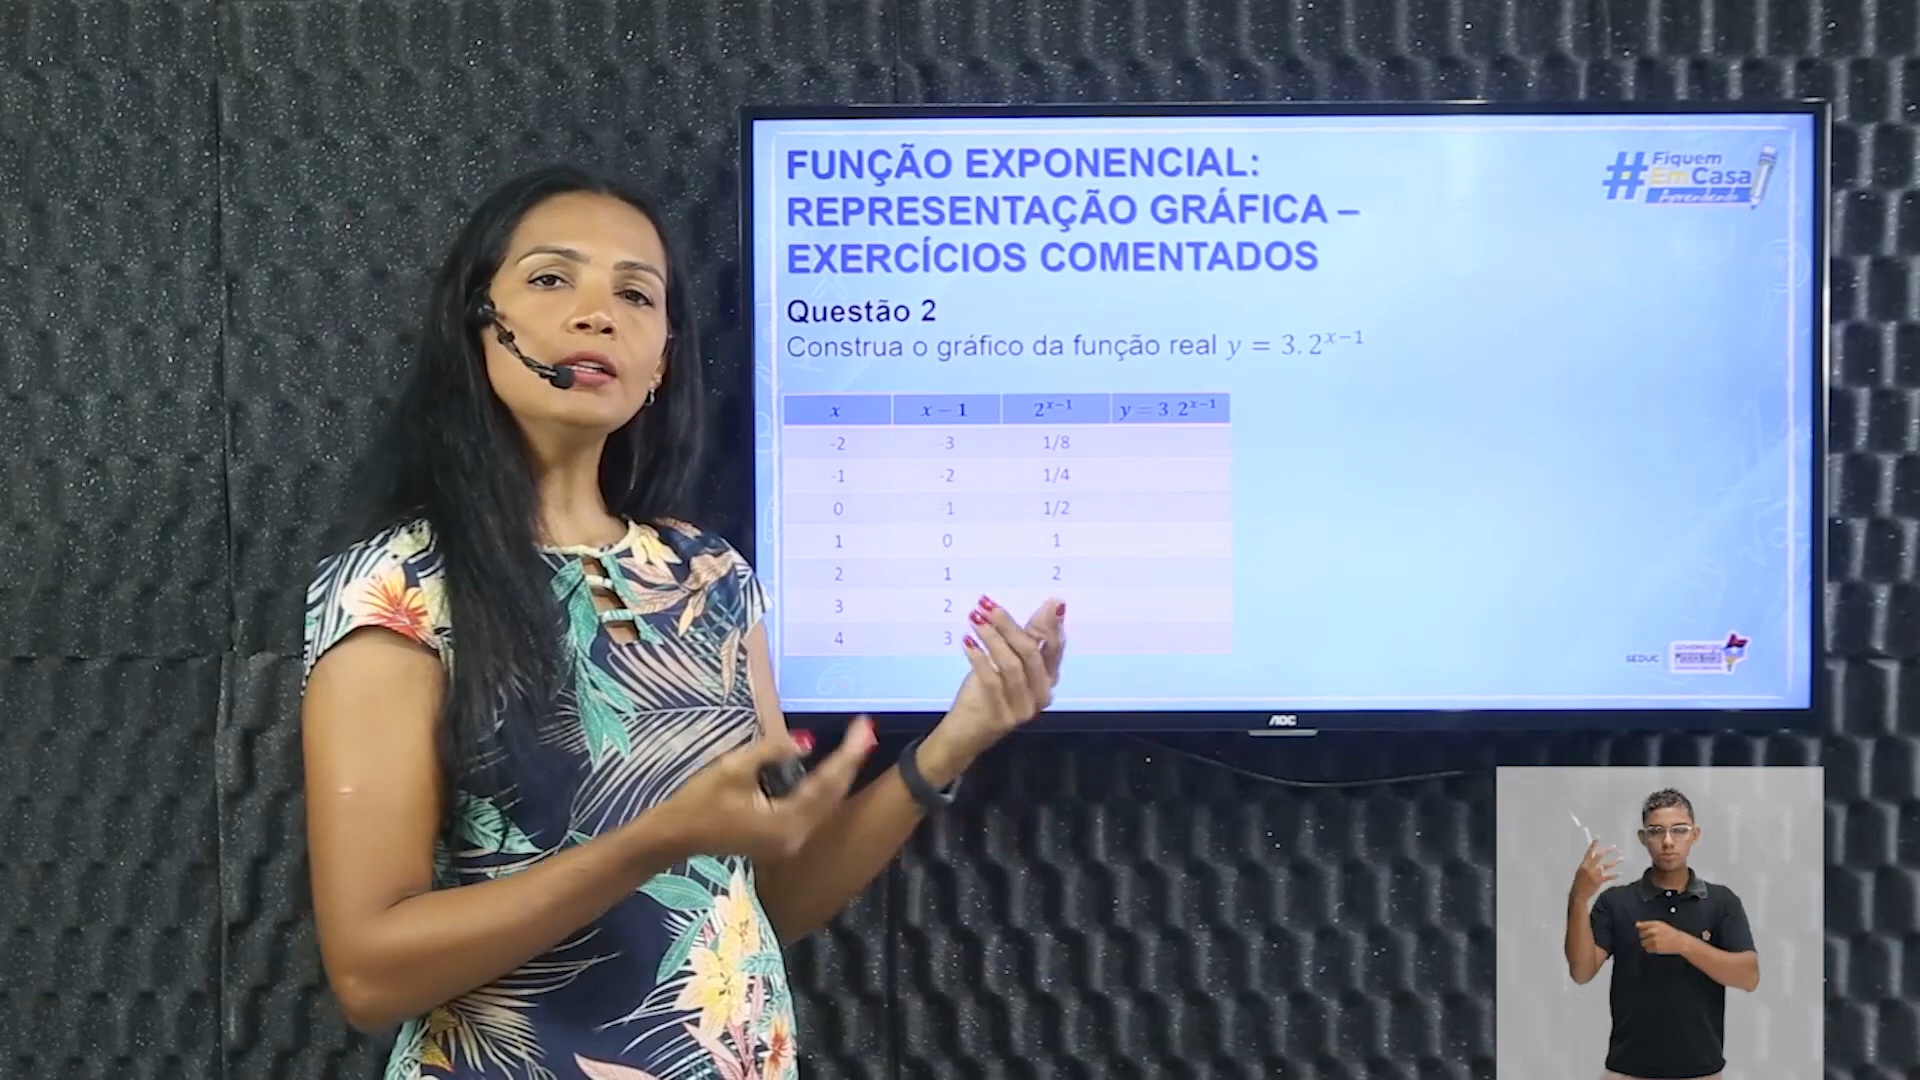 FUNÇÃO EXPONENCIAL:
REPRESENTAÇÃO GRÁFICA –
EXERCÍCIOS COMENTADOS
# Fiquem
EmCasa
Aprendendo
Questão 2
Construa o gráfico da função real y = 3. 2^{x−1}
x x − 1 2^{x−1} y = 3. 2^{x−1}
-2 -3 1/8
-1 -2 1/4
0 -1 1/2
1 0 1
2 1 2
3 2
4 3
SEDUC
AOC